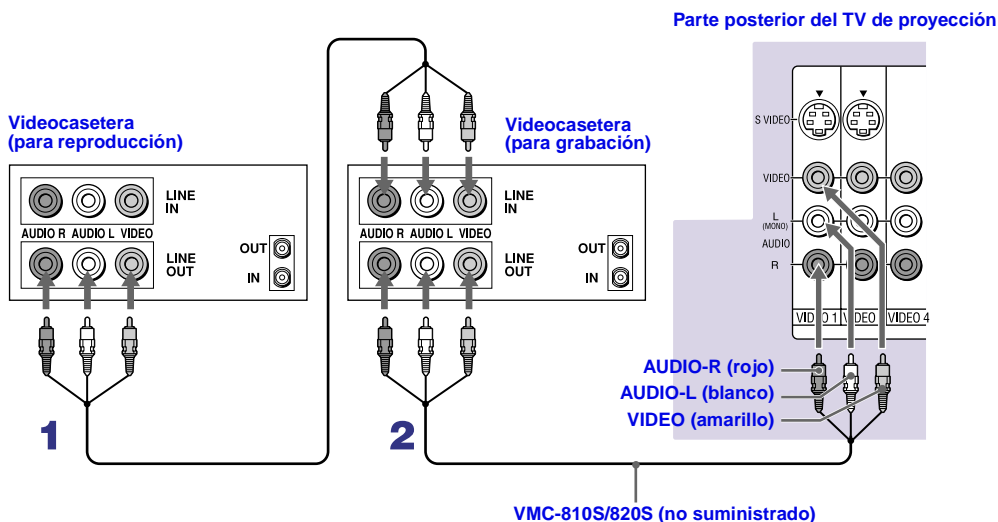 Parte posterior del TV de proyección
Videocasetera
(para reproducción)
Videocasetera
(para grabación)
S VIDEO
VIDEO
L
(MONO)
AUDIO
R
VIDEO 1
VIDEO
VIDEO 4
LINE
IN
AUDIO R AUDIO L VIDEO
LINE
OUT
OUT
IN
LINE
IN
AUDIO R AUDIO L VIDEO
LINE
OUT
OUT
IN
AUDIO-R (rojo)
AUDIO-L (blanco)
VIDEO (amarillo)
1
2
VMC-810S/820S (no suministrado)